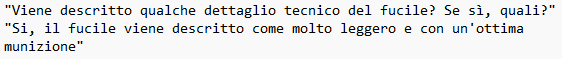 "Viene descritto qualche dettaglio tecnico del fucile? Se sì, quali?"
"Si, il fucile viene descritto come molto leggero e con un'ottima
munizione"